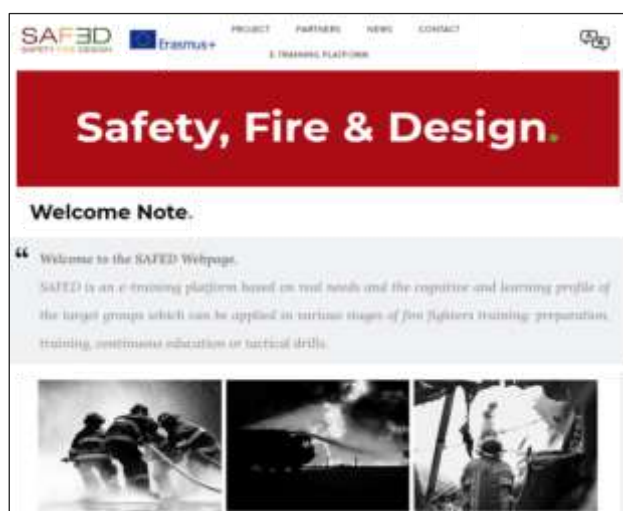 SAFED
SAFETY FIRE DESIGN
Erasmus+
PROJECT PARTNERS NEWS CONTACT
E-TRAINING PLATFORM
Safety, Fire & Design.
Welcome Note.
“ Welcome to the SAFED Webpage.
SAFED is an e-training platform based on real needs and the cognitive and learning profile of
the target groups which can be applied in various stages of fire fighters training: preparation,
training, continuous education or tactical drills.